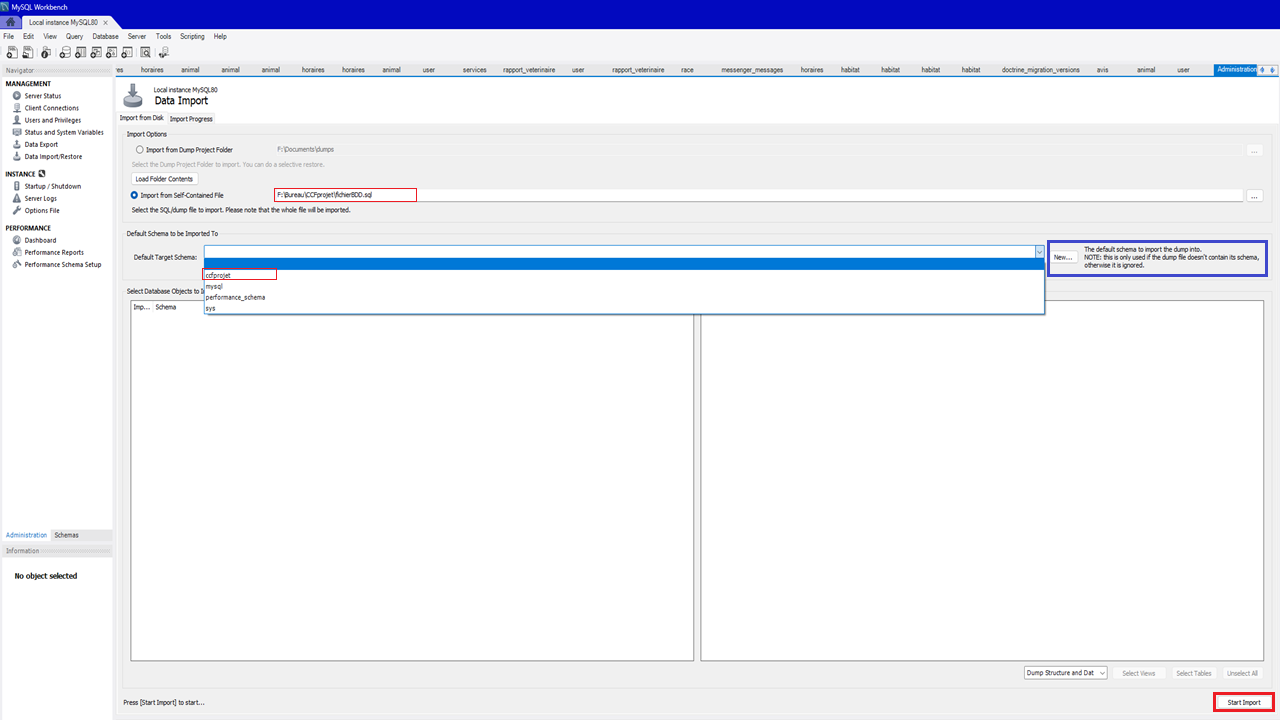 MySQL Workbench
Local instance MySQL80 ×
File Edit View Query Database Server Tools Scripting Help
Navigator
MANAGEMENT
Server Status
Client Connections
Users and Privileges
Status and System Variables
Data Export
Data Import/Restore
INSTANCE
Startup / Shutdown
Server Logs
Options File
PERFORMANCE
Dashboard
Performance Reports
Performance Schema Setup
Administration Schemas
Information
No object selected
res horaires animal animal animal horaires horaires animal user services rapport_veterinaire user rapport_veterinaire race messenger_messages horaires habitat habitat habitat habitat doctrine_migration_versions avis animal user Administration
Local instance MySQL80
Data Import
Import from Disk Import Progress
Import Options
Import from Dump Project Folder F:\Documents\dumps ...
Select the Dump Project Folder to import. You can do a selective restore.
Load Folder Contents
Import from Self-Contained File F:\Bureau\CCFprojet\fichierBDD.sql ...
Select the SQL/dump file to import. Please note that the whole file will be imported.
Default Schema to be Imported To
Default Target Schema:
New...
The default schema to import the dump into.
NOTE: this is only used if the dump file doesn't contain its schema,
otherwise it is ignored.
ccfprojet
mysql
performance_schema
sys
Select Database Objects to I
Imp... Schema
Dump Structure and Dat Select Views Select Tables Unselect All
Press [Start Import] to start...
Start Import